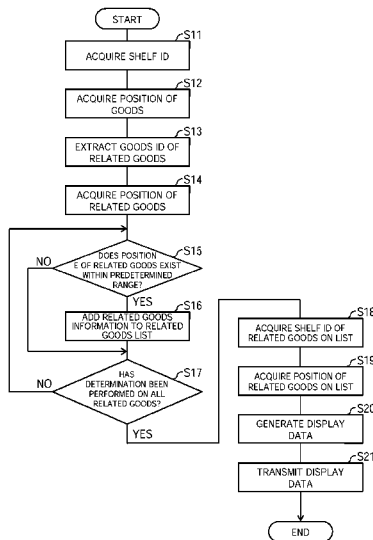 START
S11
ACQUIRE SHELF ID
S12
ACQUIRE POSITION OF
GOODS
S13
EXTRACT GOODS ID OF
RELATED GOODS
S14
ACQUIRE POSITION OF
RELATED GOODS
S15
DOES POSITION
E OF RELATED GOODS EXIST
WITHIN PREDETERMINED
RANGE?
NO
YES
S16
ADD RELATED GOODS
INFORMATION TO RELATED
GOODS LIST
S17
HAS
DETERMINATION BEEN
PERFORMED ON ALL
RELATED GOODS?
NO
YES
S18
ACQUIRE SHELF ID OF
RELATED GOODS ON LIST
S19
ACQUIRE POSITION OF
RELATED GOODS ON LIST
S20
GENERATE DISPLAY
DATA
S21
TRANSMIT DISPLAY
DATA
END